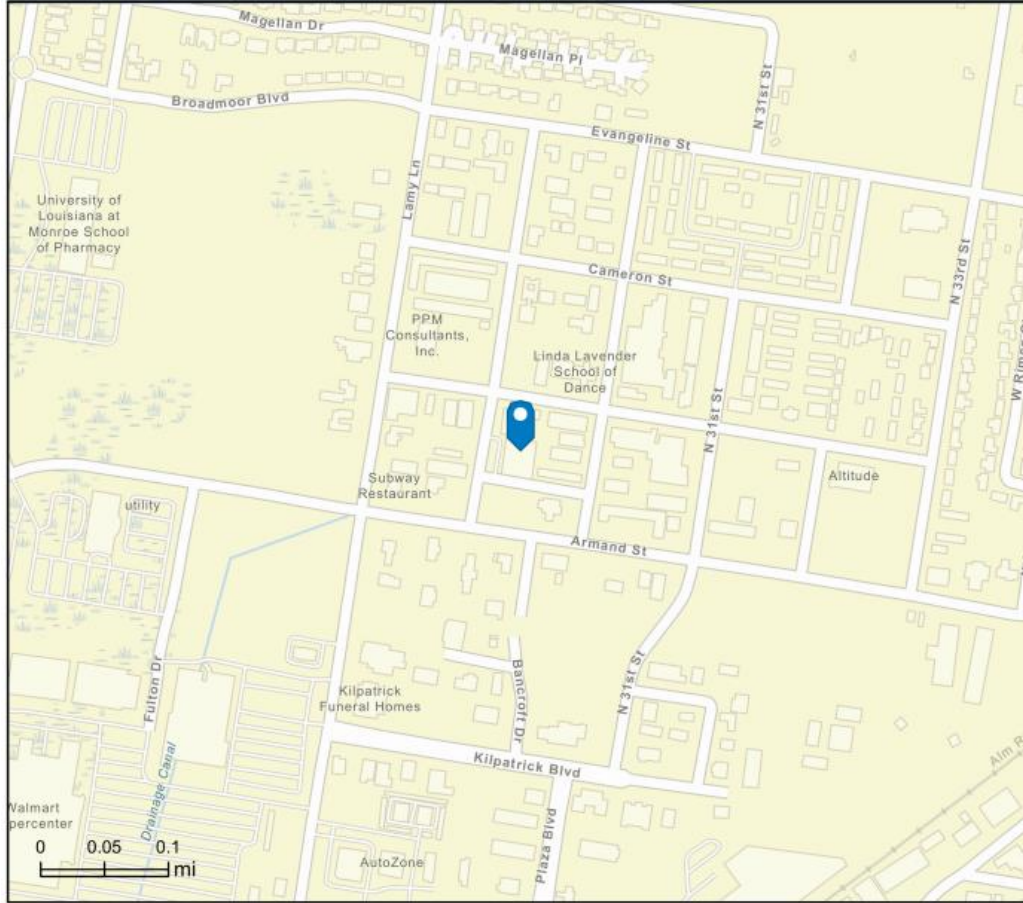 Magellan Dr
Magellan Pl
N 31st St
Broadmoor Blvd
Evangeline St
Lamy Ln
University of
Louisiana at
Monroe School
of Pharmacy
Cameron St
N 33rd St
PPM
Consultants,
Inc.
Linda Lavender
School of
Dance
N 31st St
Subway
Restaurant
Altitude
utility
Armand St
Fulton Dr
Bancroft Dr
N 31st St
Kilpatrick
Funeral Homes
Kilpatrick Blvd
Drainage Canal
Walmart
percenter
Plaza Blvd
AutoZone
0 0.05 0.1
mi